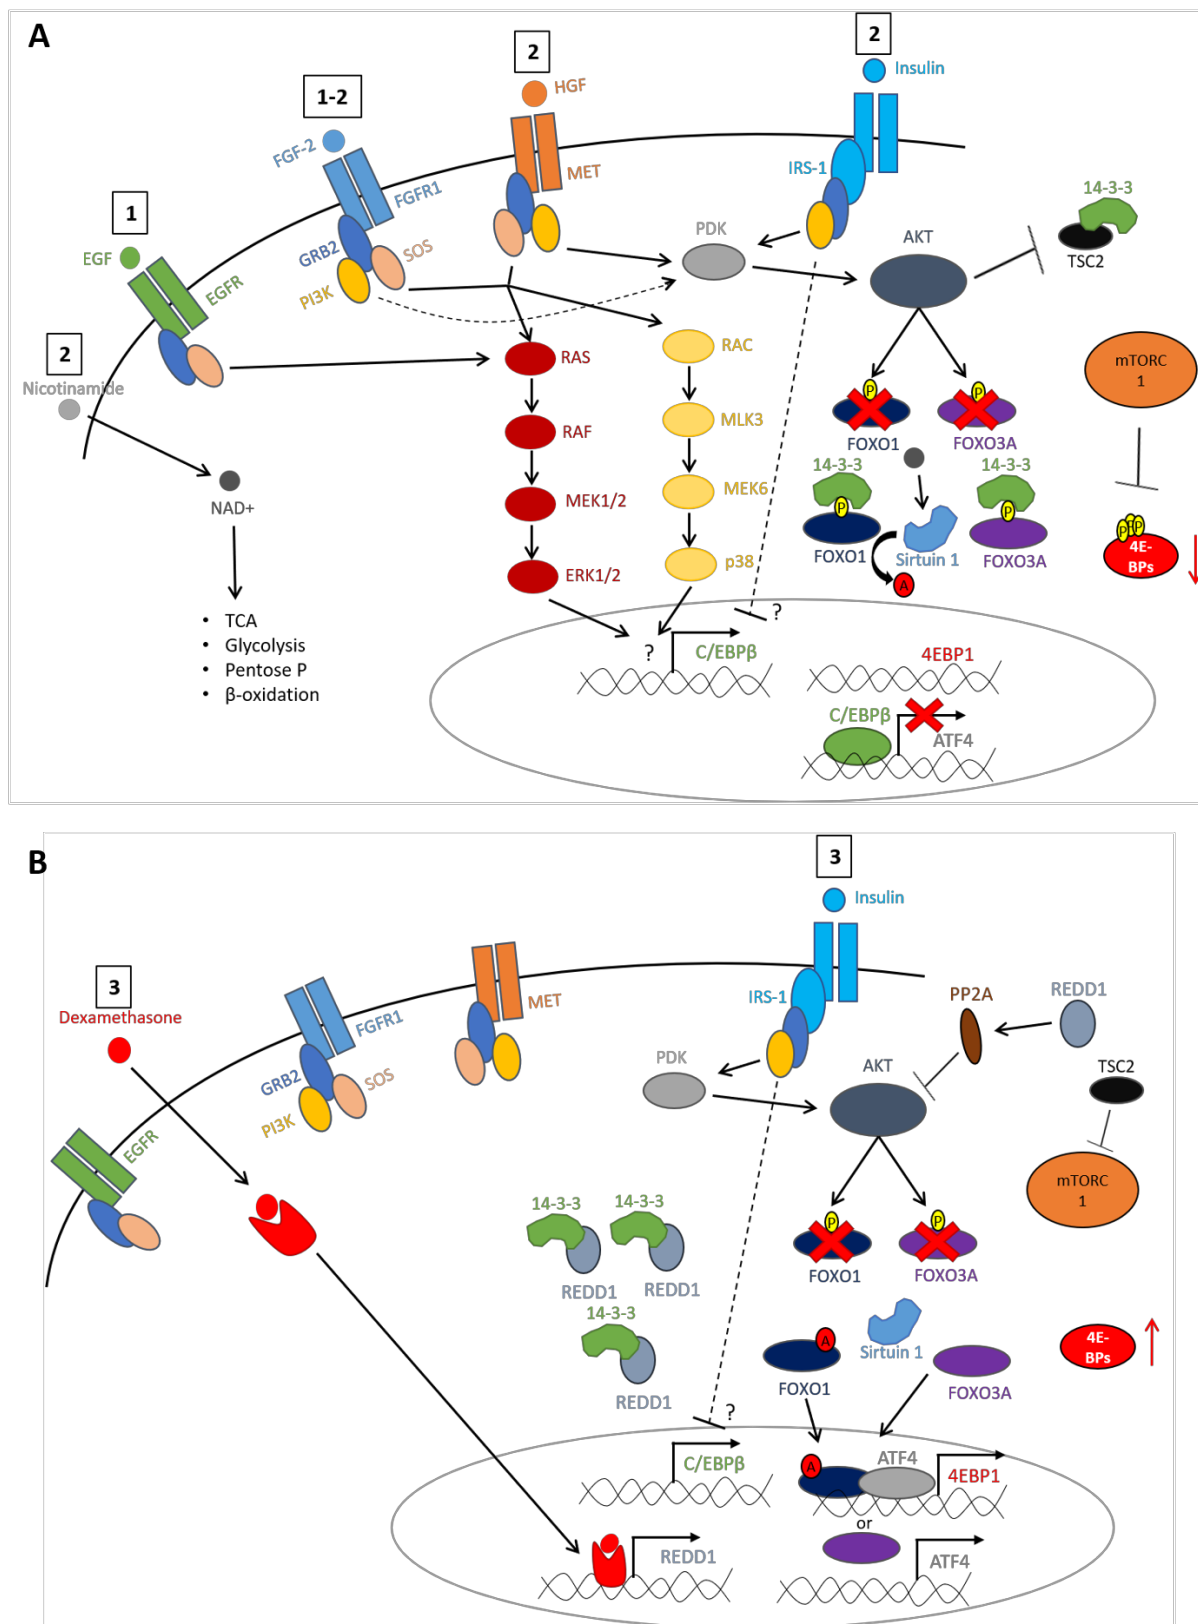 A
2
2
HGF
Insulin
1-2
FGF-2
FGFR1
MET
IRS-1
14-3-3
TSC2
1
EGF
EGFR
GRB2
SOS
PI3K
PDK
AKT
2
Nicotinamide
RAS
RAC
mTORC
1
P
P
FOXO1
FOXO3A
RAF
MLK3
14-3-3
14-3-3
NAD+
MEK1/2
MEK6
P
P
FOXO1
Sirtuin 1
FOXO3A
P
P
P
4E-
BPs
ERK1/2
p38
A
• TCA
• Glycolysis
• Pentose P
• β-oxidation
?
?
C/EBPβ
4EBP1
C/EBPβ
ATF4
B
3
Insulin
3
Dexamethasone
FGFR1
MET
IRS-1
PP2A
REDD1
GRB2
SOS
PI3K
PDK
AKT
TSC2
EGFR
mTORC
1
14-3-3
14-3-3
P
P
REDD1
REDD1
FOXO1
FOXO3A
14-3-3
REDD1
A
Sirtuin 1
FOXO1
FOXO3A
4E-
BPs
?
C/EBPβ
A
ATF4
4EBP1
or
REDD1
ATF4